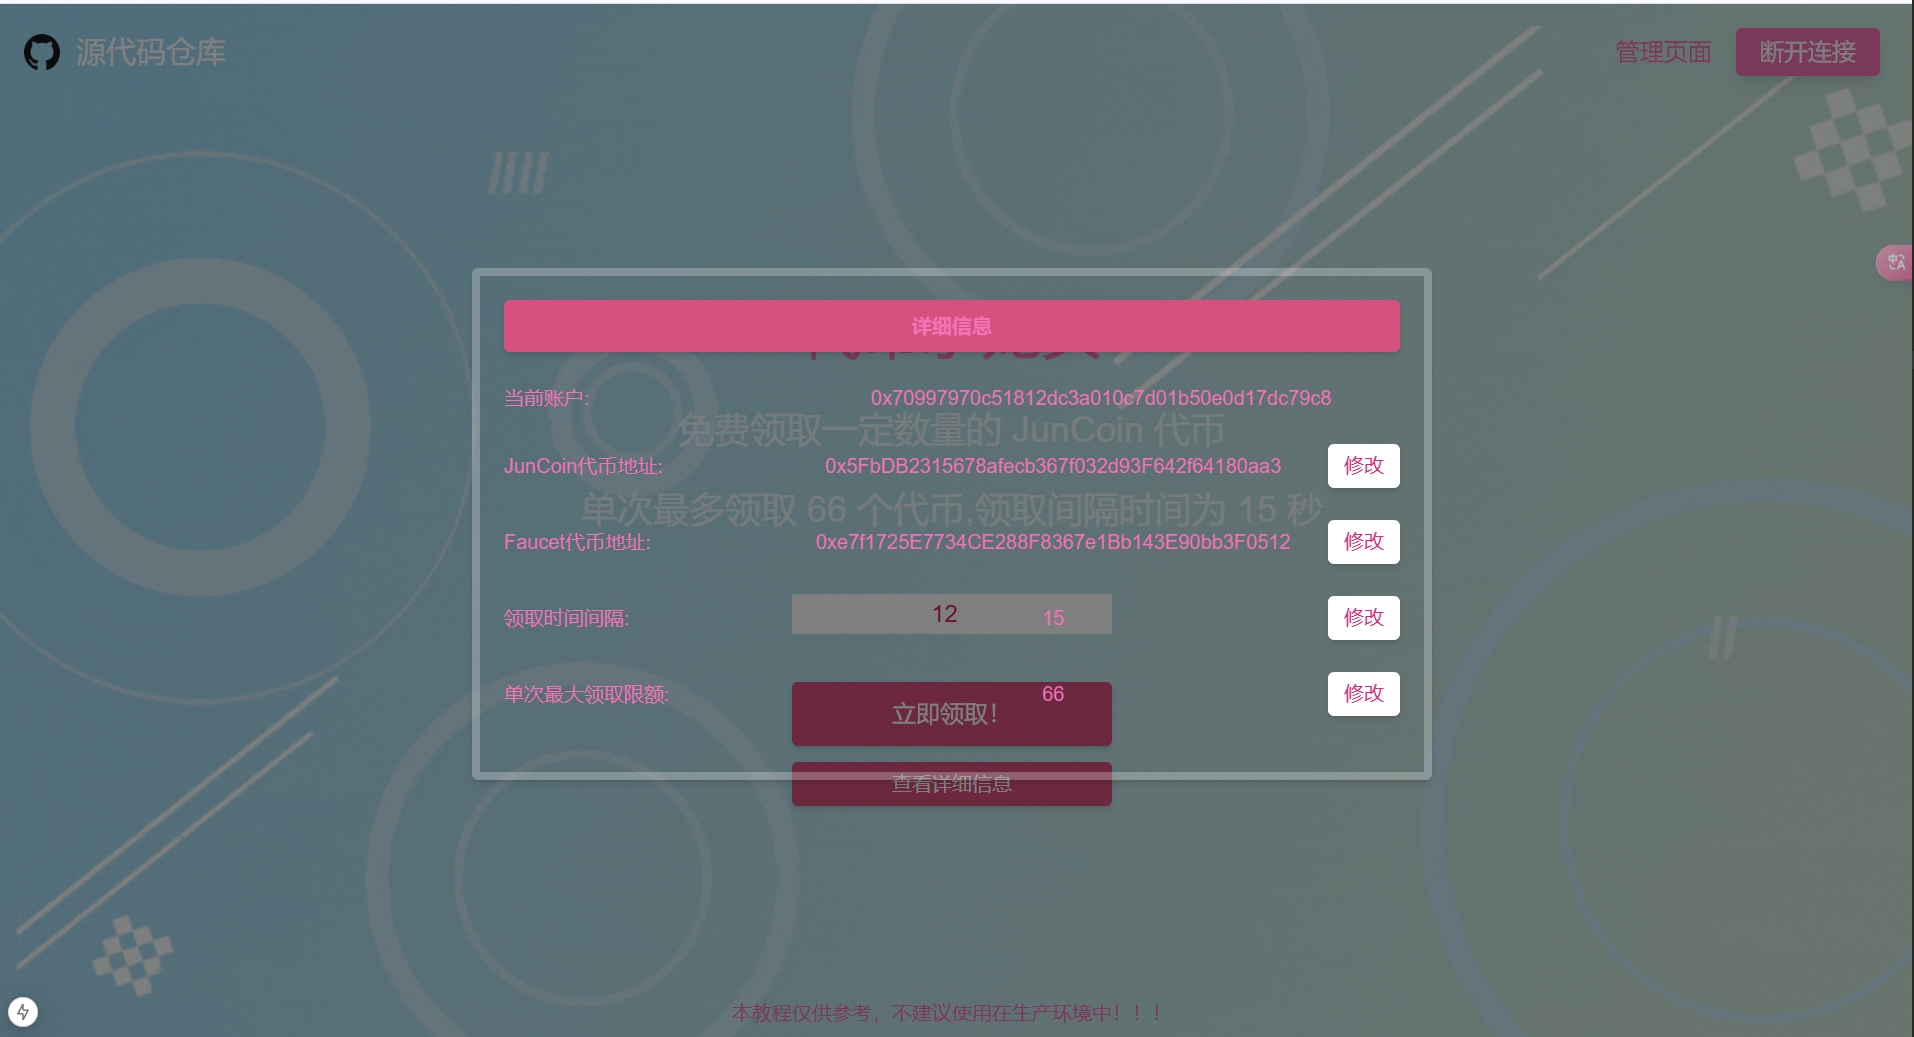 源代码仓库
管理页面
断开连接
详细信息
当前账户: 0x70997970c51812dc3a010c7d01b50e0d17dc79c8
免费领取一定数量的 JunCoin 代币
JunCoin代币地址: 0x5FbDB2315678afecb367f032d93F642f64180aa3 修改
单次最多领取 66 个代币,领取间隔时间为 15 秒
Faucet代币地址: 0xe7f1725E7734CE288F8367e1Bb143E90bb3F0512 修改
12
领取时间间隔: 15 修改
单次最大领取限额: 66 修改
立即领取！
查看详细信息
本教程仅供参考，不建议使用在生产环境中！！！